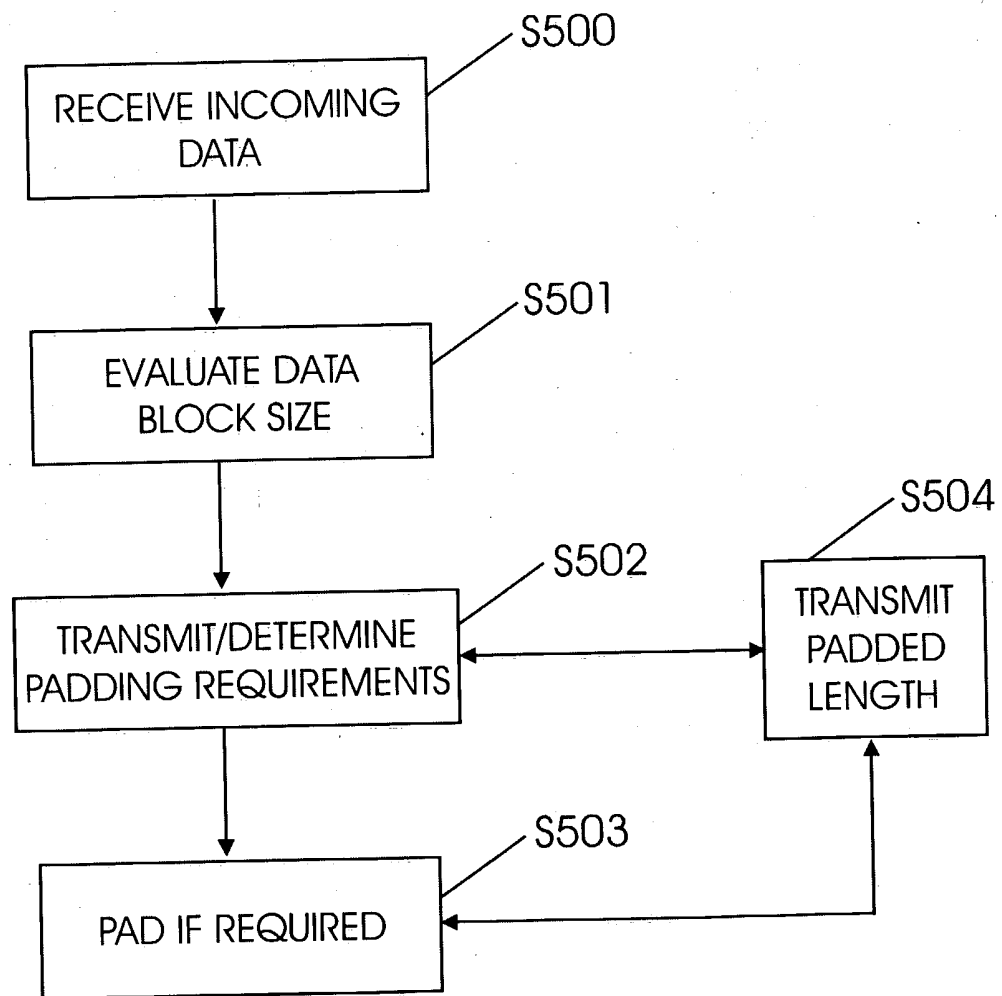 S500
RECEIVE INCOMING
DATA
S501
EVALUATE DATA
BLOCK SIZE
S502
TRANSMIT/DETERMINE
PADDING REQUIREMENTS
S504
TRANSMIT
PADDED
LENGTH
S503
PAD IF REQUIRED